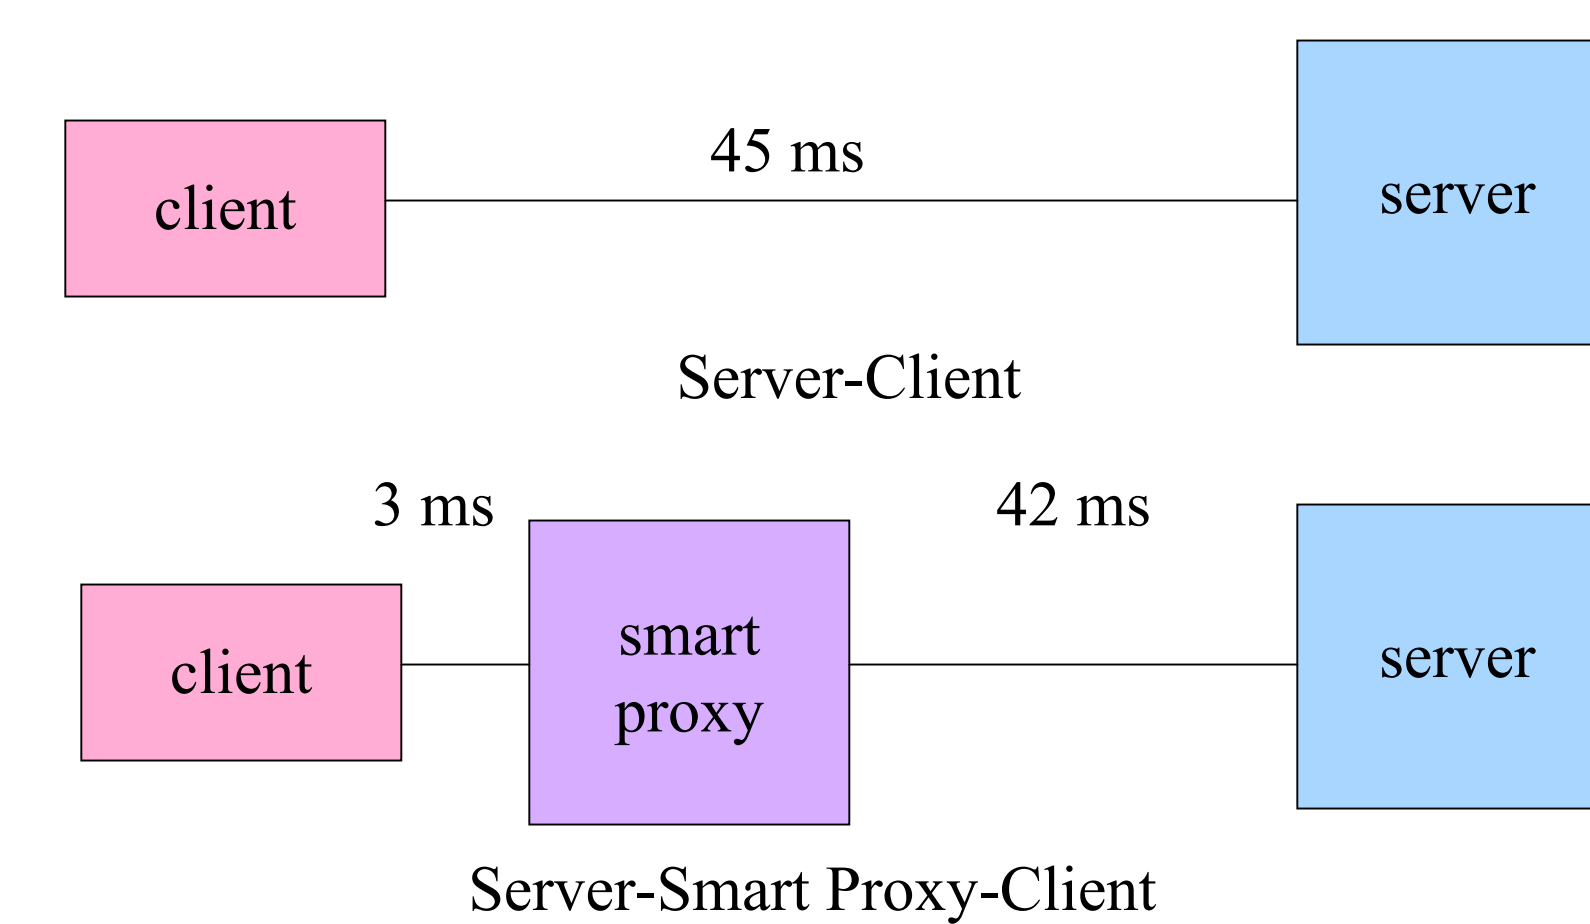 45 ms
client
server
Server-Client
3 ms
42 ms
client
smart
proxy
server
Server-Smart Proxy-Client